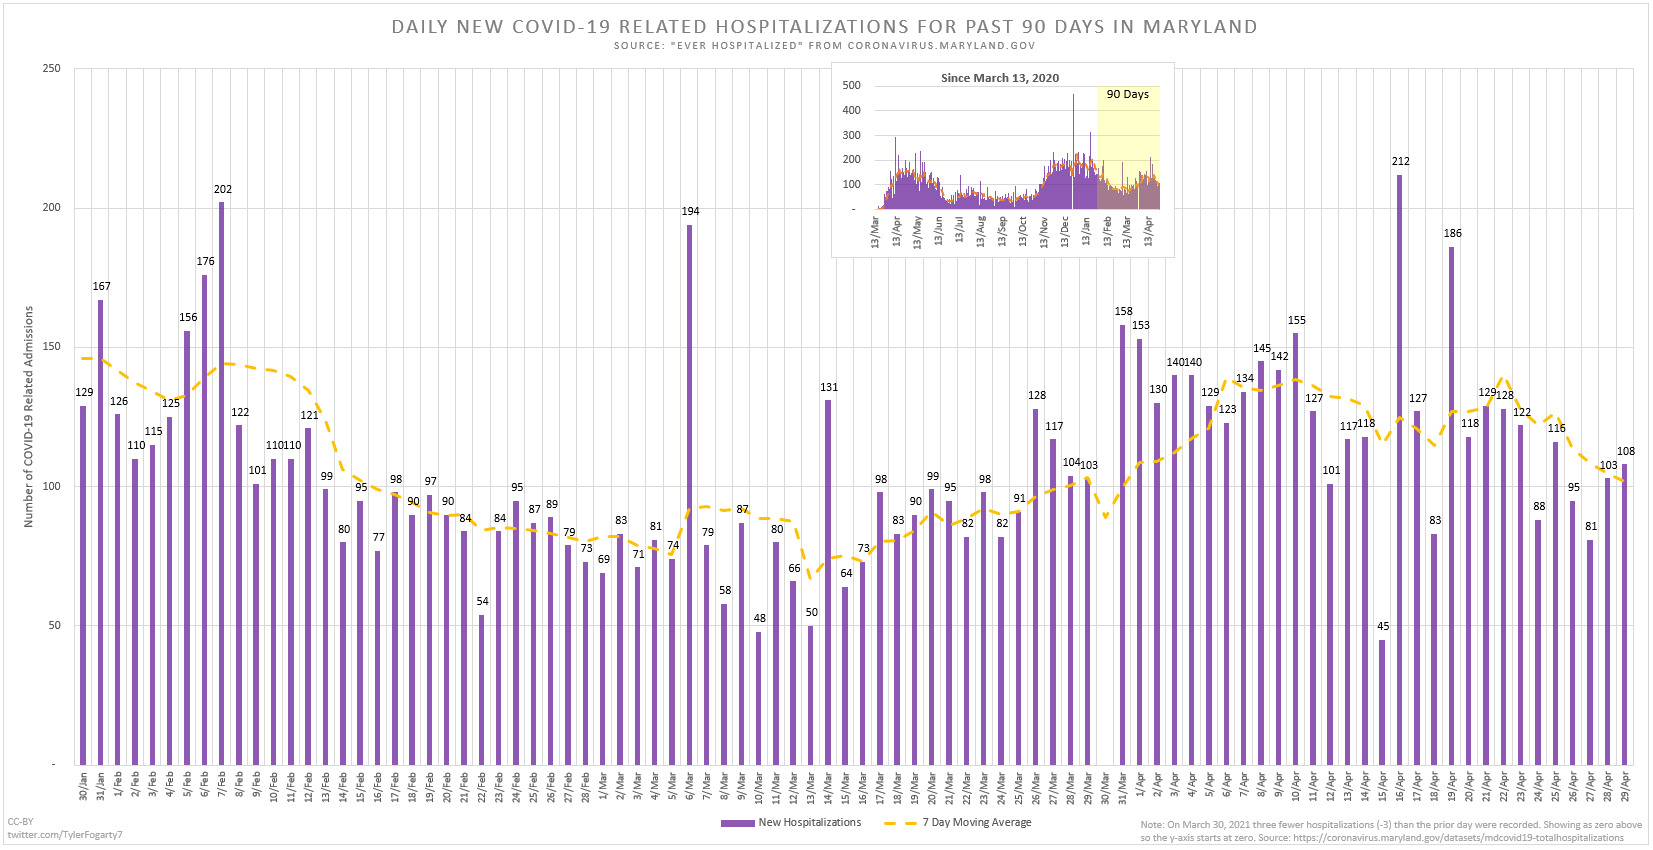 DAILY NEW COVID-19 RELATED HOSPITALIZATIONS FOR PAST 90 DAYS IN MARYLAND
SOURCE: "EVER HOSPITALIZED" FROM CORONAVIRUS.MARYLAND.GOV
Number of COVID-19 Related Admissions
250
200
150
100
50
-
129 167 126 110 115 125 156 176 202 122 101 110 110 121 99 80 95 77 98 90 97 90 84 54 84 95 87 89 79 73 69 83 71 81 74 194 79 58 87 48 80 66 50 131 64 73 98 83 90 99 95 82 98 82 91 128 117 104 103 158 153 130 140 140 129 123 134 145 142 155 127 101 117 118 45 212 127 83 186 118 129 128 122 88 116 95 81 103 108
Since March 13, 2020
90 Days
500
400
300
200
100
-
13/Mar 13/Apr 13/May 13/Jun 13/Jul 13/Aug 13/Sep 13/Oct 13/Nov 13/Dec 13/Jan 13/Feb 13/Mar 13/Apr
30/Jan 31/Jan 1/Feb 2/Feb 3/Feb 4/Feb 5/Feb 6/Feb 7/Feb 8/Feb 9/Feb 10/Feb 11/Feb 12/Feb 13/Feb 14/Feb 15/Feb 16/Feb 17/Feb 18/Feb 19/Feb 20/Feb 21/Feb 22/Feb 23/Feb 24/Feb 25/Feb 26/Feb 27/Feb 28/Feb 1/Mar 2/Mar 3/Mar 4/Mar 5/Mar 6/Mar 7/Mar 8/Mar 9/Mar 10/Mar 11/Mar 12/Mar 13/Mar 14/Mar 15/Mar 16/Mar 17/Mar 18/Mar 19/Mar 20/Mar 21/Mar 22/Mar 23/Mar 24/Mar 25/Mar 26/Mar 27/Mar 28/Mar 29/Mar 30/Mar 31/Mar 1/Apr 2/Apr 3/Apr 4/Apr 5/Apr 6/Apr 7/Apr 8/Apr 9/Apr 10/Apr 11/Apr 12/Apr 13/Apr 14/Apr 15/Apr 16/Apr 17/Apr 18/Apr 19/Apr 20/Apr 21/Apr 22/Apr 23/Apr 24/Apr 25/Apr 26/Apr 27/Apr 28/Apr 29/Apr
New Hospitalizations
7 Day Moving Average
CC-BY
twitter.com/TylerFogarty7
Note: On March 30, 2021 three fewer hospitalizations (-3) than the prior day were recorded. Showing as zero above
so the y-axis starts at zero. Source: https://coronavirus.maryland.gov/datasets/mdcovid19-totalhospitalizations